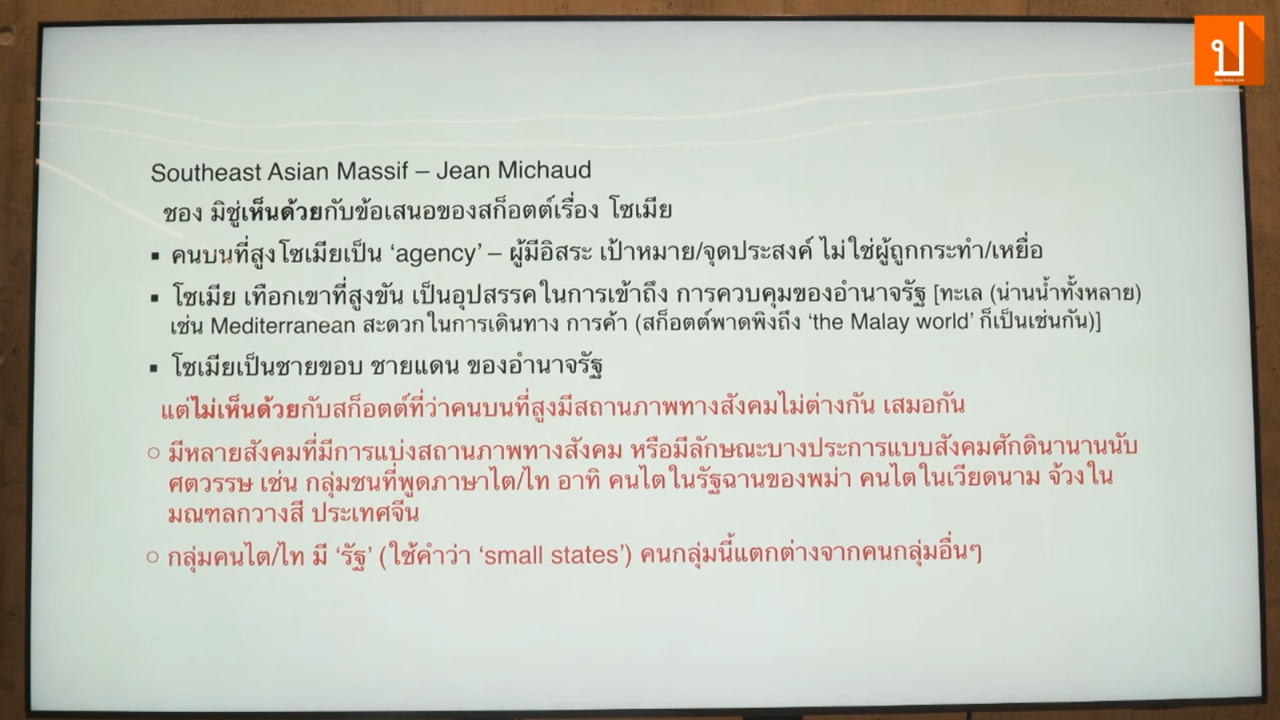 ป
Southeast Asian Massif – Jean Michaud
ชอง มิชู่เห็นด้วยกับข้อเสนอของสก็อตต์เรื่อง โซเมีย
▪ คนบนที่สูงโซเมียเป็น ‘agency’ – ผู้มีอิสระ เป้าหมาย/จุดประสงค์ ไม่ใช่ผู้ถูกกระทำ/เหยื่อ
▪ โซเมีย เทือกเขาที่สูงชัน เป็นอุปสรรคในการเข้าถึง การควบคุมของอำนาจรัฐ [ทะเล (น่านน้ำทั้งหลาย)
เช่น Mediterranean สะดวกในการเดินทาง การค้า (สก็อตต์พาดพิงถึง ‘the Malay world’ ก็เป็นเช่นกัน)]
▪ โซเมียเป็นชายขอบ ชายแดน ของอำนาจรัฐ
แต่ไม่เห็นด้วยกับสก็อตต์ที่ว่าคนบนที่สูงมีสถานภาพทางสังคมไม่ต่างกัน เสมอกัน
○ มีหลายสังคมที่มีการแบ่งสถานภาพทางสังคม หรือมีลักษณะบางประการแบบสังคมศักดินานานนับ
ศตวรรษ เช่น กลุ่มชนที่พูดภาษาไต/ไท อาทิ คนไตในรัฐฉานของพม่า คนไตในเวียดนาม จ้วงใน
มณฑลกวางสี ประเทศจีน
○ กลุ่มคนไต/ไท มี ‘รัฐ’ (ใช้คำว่า ‘small states’) คนกลุ่มนี้แตกต่างจากคนกลุ่มอื่นๆ